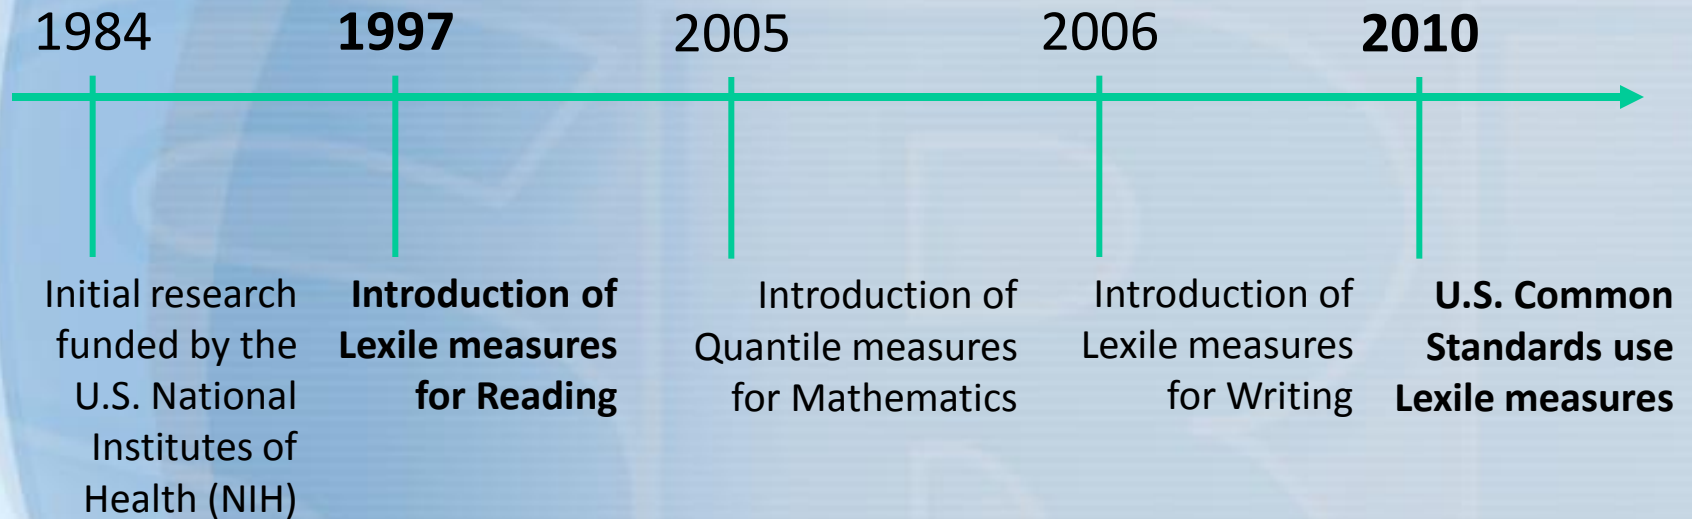 1984
1997
2005
2006
2010
Initial research
funded by the
U.S. National
Institutes of
Health (NIH)
Introduction of
Lexile measures
for Reading
Introduction of
Quantile measures
for Mathematics
Introduction of
Lexile measures
for Writing
U.S. Common
Standards use
Lexile measures